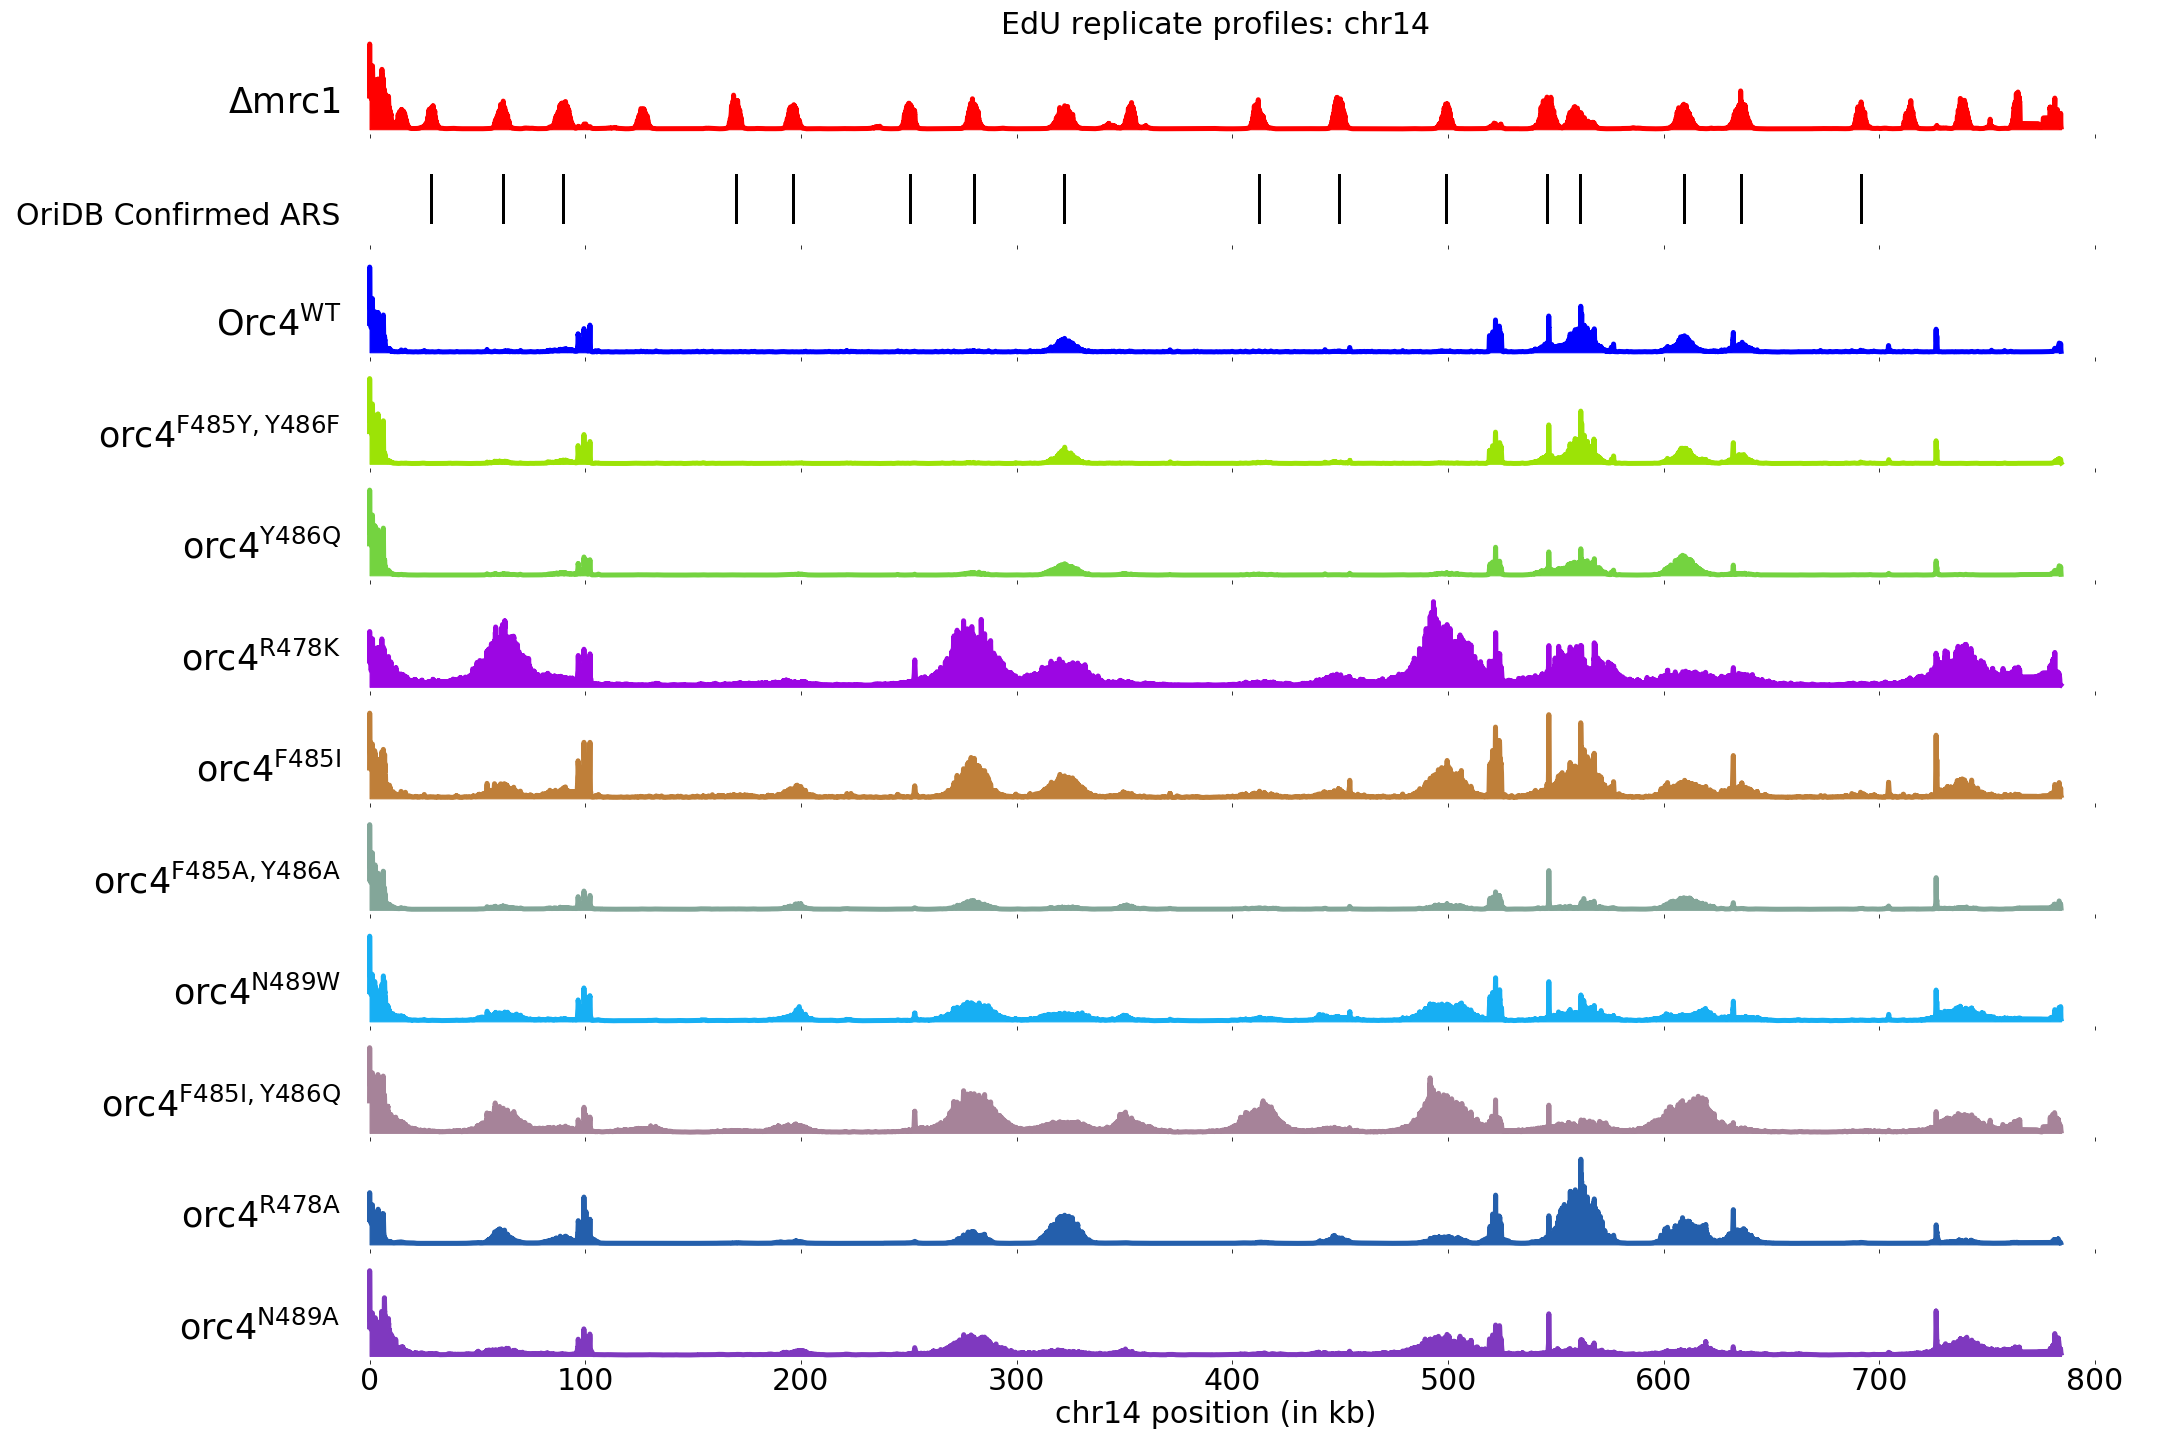 EdU replicate profiles: chr14
Δmrc1
OriDB Confirmed ARS
Orc4WT
orc4F485Y, Y486F
orc4Y486Q
orc4R478K
orc4F485I
orc4F485A, Y486A
orc4N489W
orc4F485I, Y486Q
orc4R478A
orc4N489A
0 100 200 300 400 500 600 700 800
chr14 position (in kb)